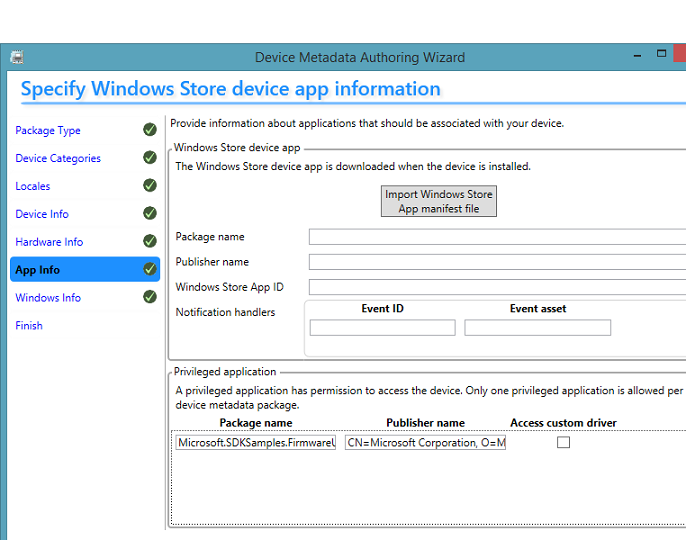 Device Metadata Authoring Wizard
Specify Windows Store device app information
Package Type
Device Categories
Locales
Device Info
Hardware Info
App Info
Windows Info
Finish
Provide information about applications that should be associated with your device.
Windows Store device app
The Windows Store device app is downloaded when the device is installed.
Import Windows Store
App manifest file
Package name
Publisher name
Windows Store App ID
Notification handlers
Event ID
Event asset
Privileged application
A privileged application has permission to access the device. Only one privileged application is allowed per
device metadata package.
Package name
Publisher name
Access custom driver
Microsoft.SDKSamples.FirmwareU
CN=Microsoft Corporation, O=M